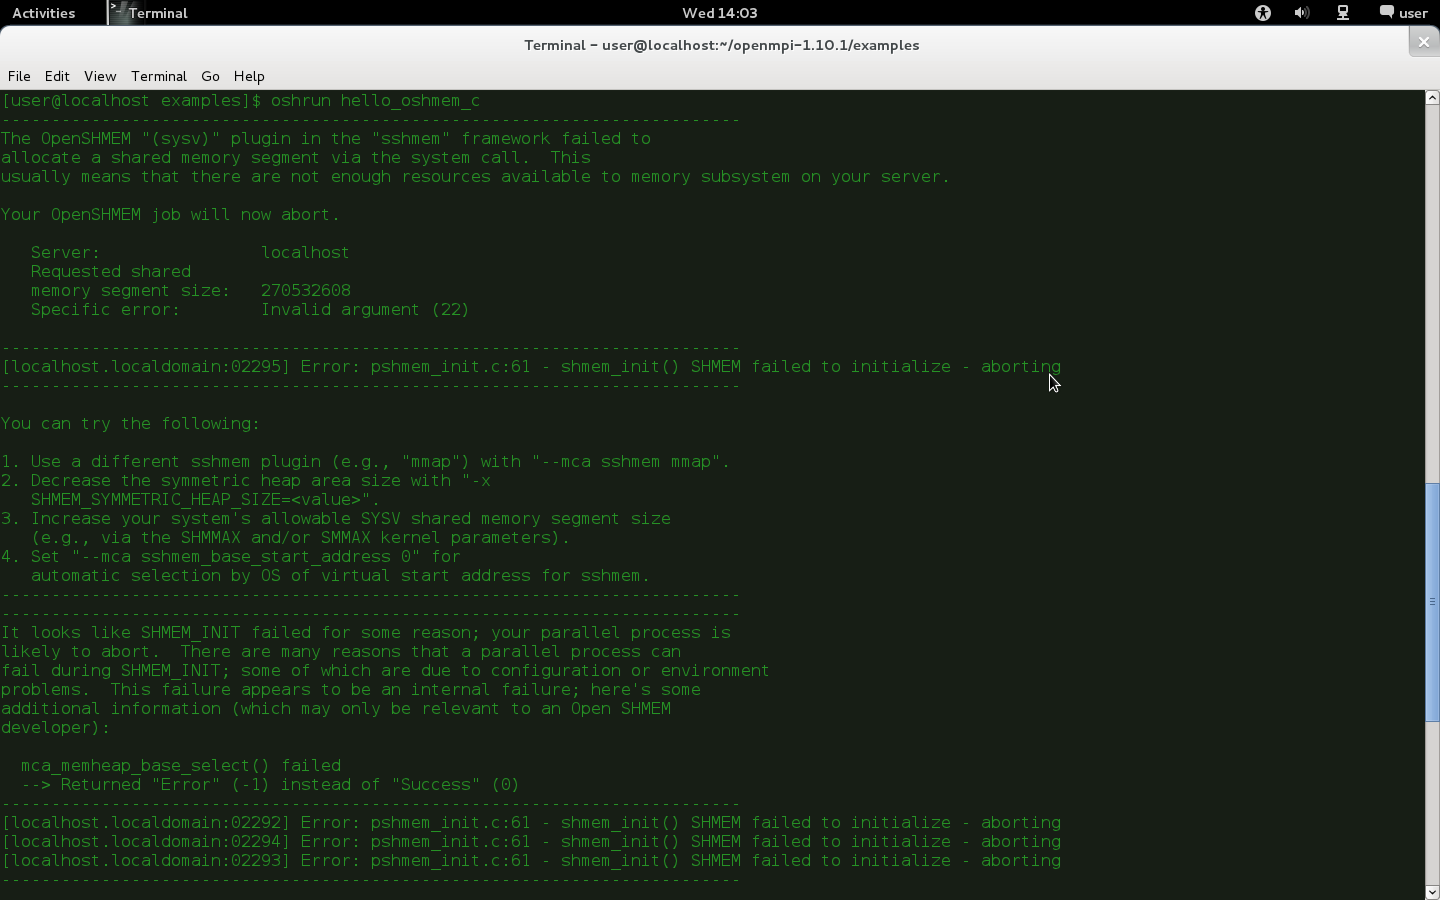 Activities Terminal Wed 14:03 user
Terminal - user@localhost:~/openmpi-1.10.1/examples
File Edit View Terminal Go Help
[user@localhost examples]$ oshrun hello_oshmem_c
--------------------------------------------------------------------------
The OpenSHMEM "(sysv)" plugin in the "sshmem" framework failed to
allocate a shared memory segment via the system call.  This
usually means that there are not enough resources available to memory subsystem on your server.
Your OpenSHMEM job will now abort.
Server:                localhost
Requested shared
memory segment size:   270532608
Specific error:        Invalid argument (22)
--------------------------------------------------------------------------
[localhost.localdomain:02295] Error: pshmem_init.c:61 - shmem_init() SHMEM failed to initialize - aborting
--------------------------------------------------------------------------
You can try the following:
1. Use a different sshmem plugin (e.g., "mmap") with "--mca sshmem mmap".
2. Decrease the symmetric heap area size with "-x
SHMEM_SYMMETRIC_HEAP_SIZE=<value>".
3. Increase your system's allowable SYSV shared memory segment size
(e.g., via the SHMMAX and/or SMMAX kernel parameters).
4. Set "--mca sshmem_base_start_address 0" for
automatic selection by OS of virtual start address for sshmem.
--------------------------------------------------------------------------
--------------------------------------------------------------------------
It looks like SHMEM_INIT failed for some reason; your parallel process is
likely to abort.  There are many reasons that a parallel process can
fail during SHMEM_INIT; some of which are due to configuration or environment
problems.  This failure appears to be an internal failure; here's some
additional information (which may only be relevant to an Open SHMEM
developer):
mca_memheap_base_select() failed
--> Returned "Error" (-1) instead of "Success" (0)
--------------------------------------------------------------------------
[localhost.localdomain:02292] Error: pshmem_init.c:61 - shmem_init() SHMEM failed to initialize - aborting
[localhost.localdomain:02294] Error: pshmem_init.c:61 - shmem_init() SHMEM failed to initialize - aborting
[localhost.localdomain:02293] Error: pshmem_init.c:61 - shmem_init() SHMEM failed to initialize - aborting
--------------------------------------------------------------------------